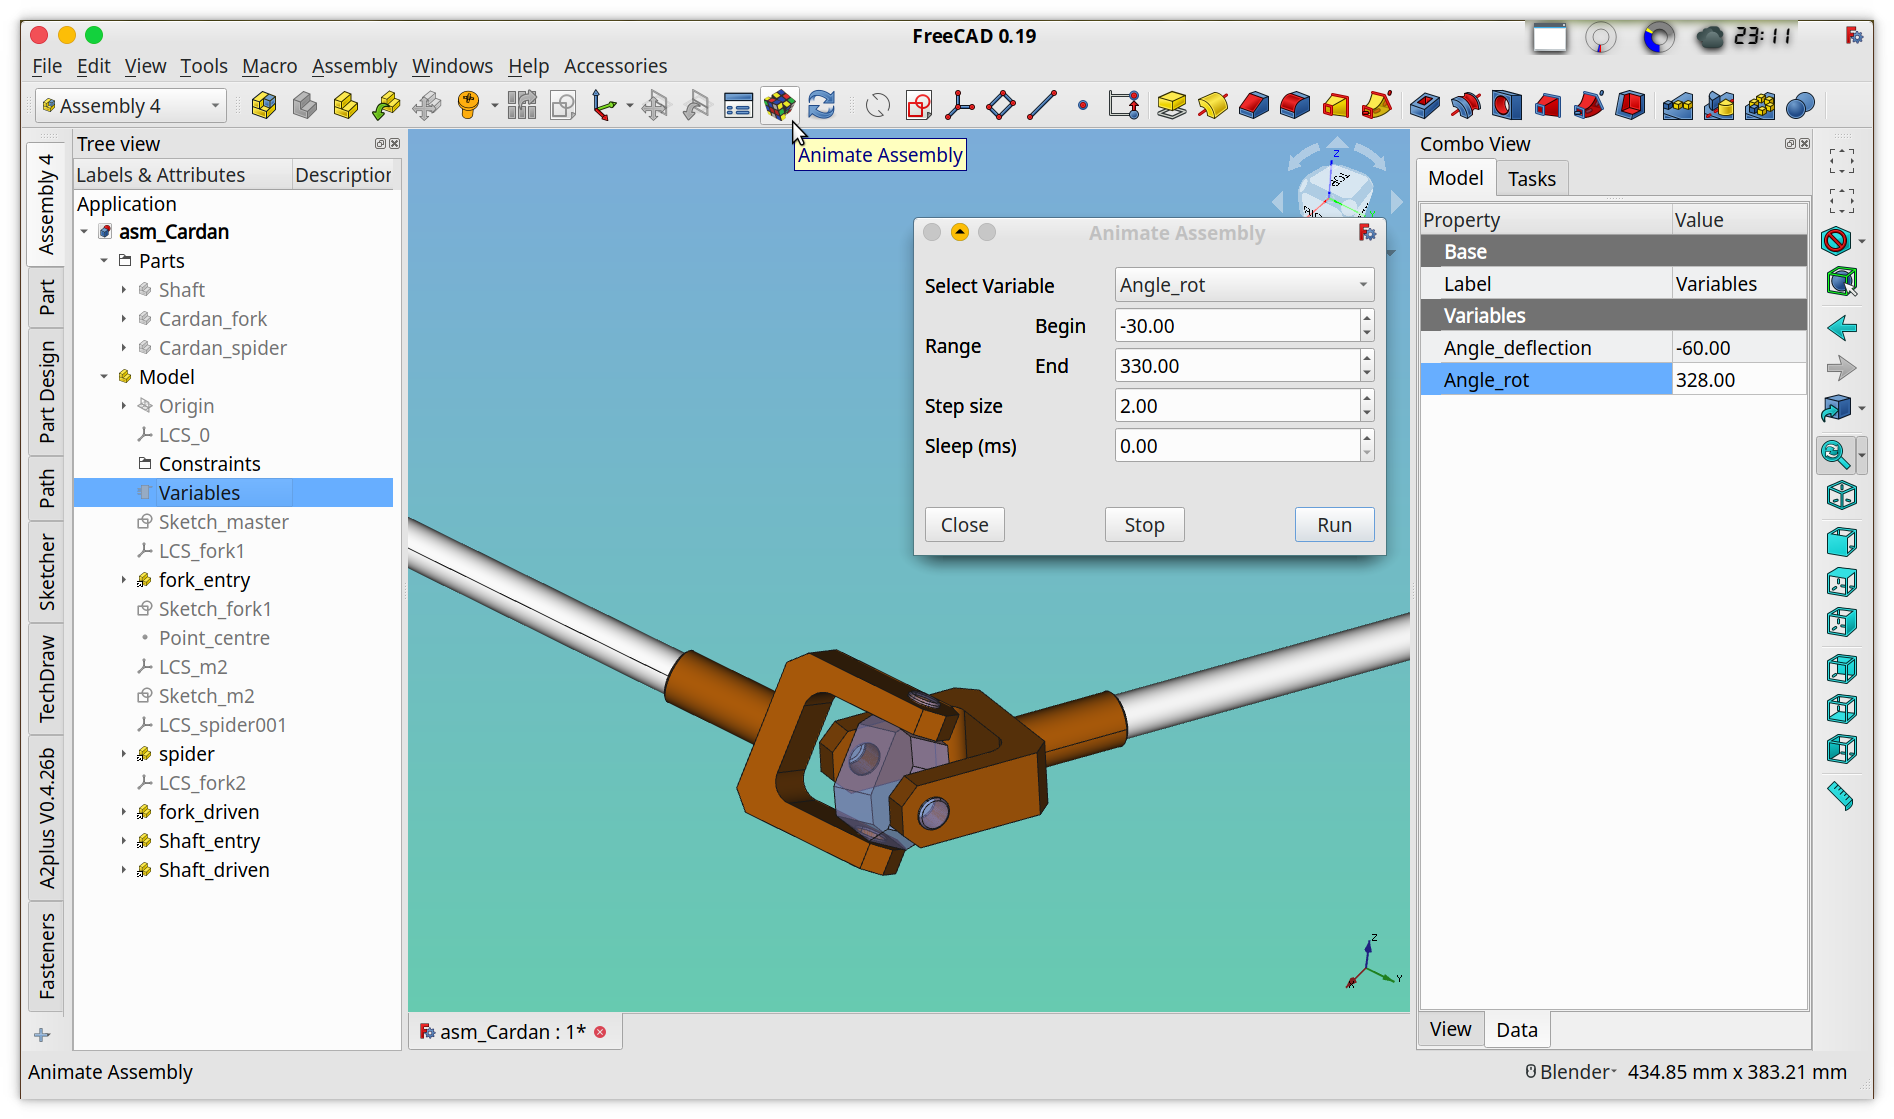 FreeCAD 0.19
23:11
File Edit View Tools Macro Assembly Windows Help Accessories
Assembly 4
Animate Assembly
Assembly 4
Part
Part Design
Path
Sketcher
TechDraw
A2plus V0.4.26b
Fasteners
Tree view
Labels & Attributes Description
Application
asm_Cardan
Parts
Shaft
Cardan_fork
Cardan_spider
Model
Origin
LCS_0
Constraints
Variables
Sketch_master
LCS_fork1
fork_entry
Sketch_fork1
Point_centre
LCS_m2
Sketch_m2
LCS_spider001
spider
LCS_fork2
fork_driven
Shaft_entry
Shaft_driven
Z
Animate Assembly
Select Variable Angle_rot
Range
Begin -30.00
End 330.00
Step size 2.00
Sleep (ms) 0.00
Close Stop Run
Z
Y
X
asm_Cardan : 1*
Combo View
Model Tasks
Property Value
Base
Label Variables
Variables
Angle_deflection -60.00
Angle_rot 328.00
View Data
Animate Assembly
Blender 434.85 mm x 383.21 mm